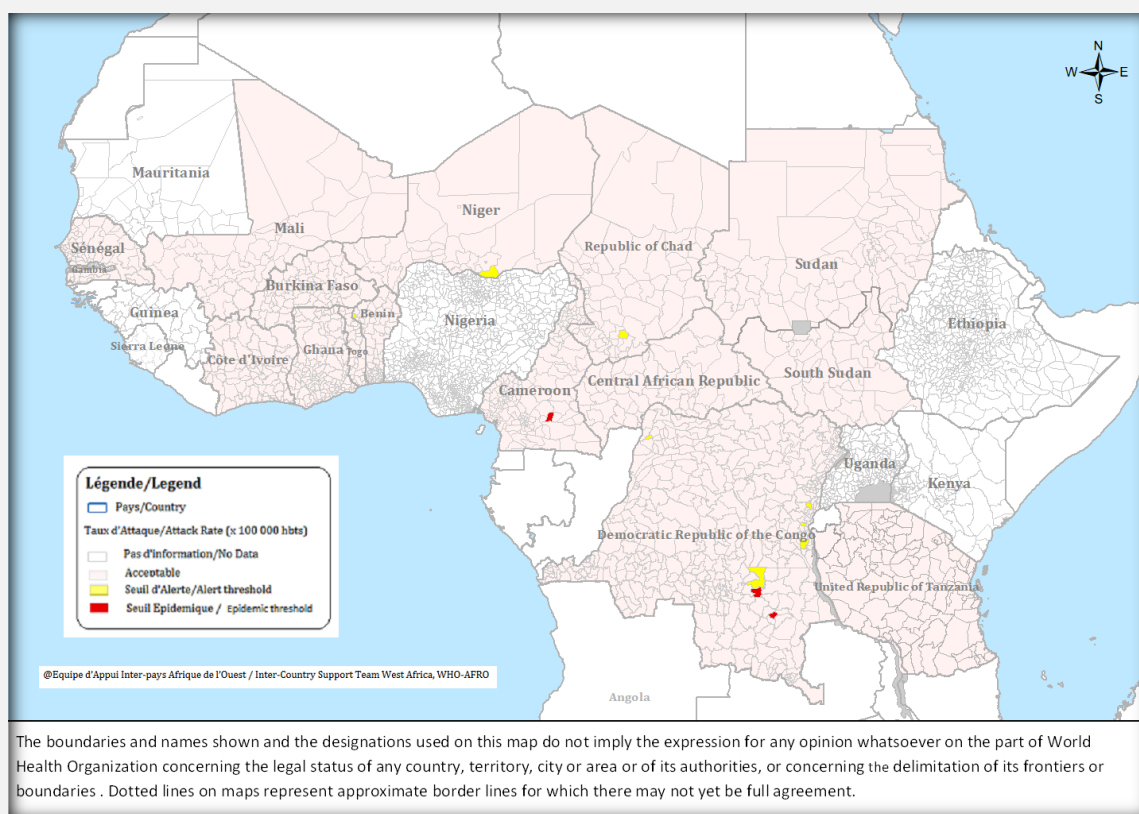 N
W E
S
Mauritania
Niger
Mali
Sénégal
Republic of Chad
Gambia
Sudan
Burkina Faso
Guinea
Benin
Nigeria
Ethiopia
Sierra Leone
Ghana
Togo
Côte d'Ivoire
South Sudan
Central African Republic
Cameroon
Uganda
Kenya
Democratic Republic of the Congo
United Republic of Tanzania
Angola
Légende/Legend
Pays/Country
Taux d'Attaque/Attack Rate (x 100 000 hbts)
Pas d'information/No Data
Acceptable
Seuil d'Alerte/Alert threshold
Seuil Epidemique / Epidemic threshold
@Equipe d'Appui Inter-pays Afrique de l'Ouest / Inter-Country Support Team West Africa, WHO-AFRO
The boundaries and names shown and the designations used on this map do not imply the expression for any opinion whatsoever on the part of World
Health Organization concerning the legal status of any country, territory, city or area or of its authorities, or concerning the delimitation of its frontiers or
boundaries . Dotted lines on maps represent approximate border lines for which there may not yet be full agreement.